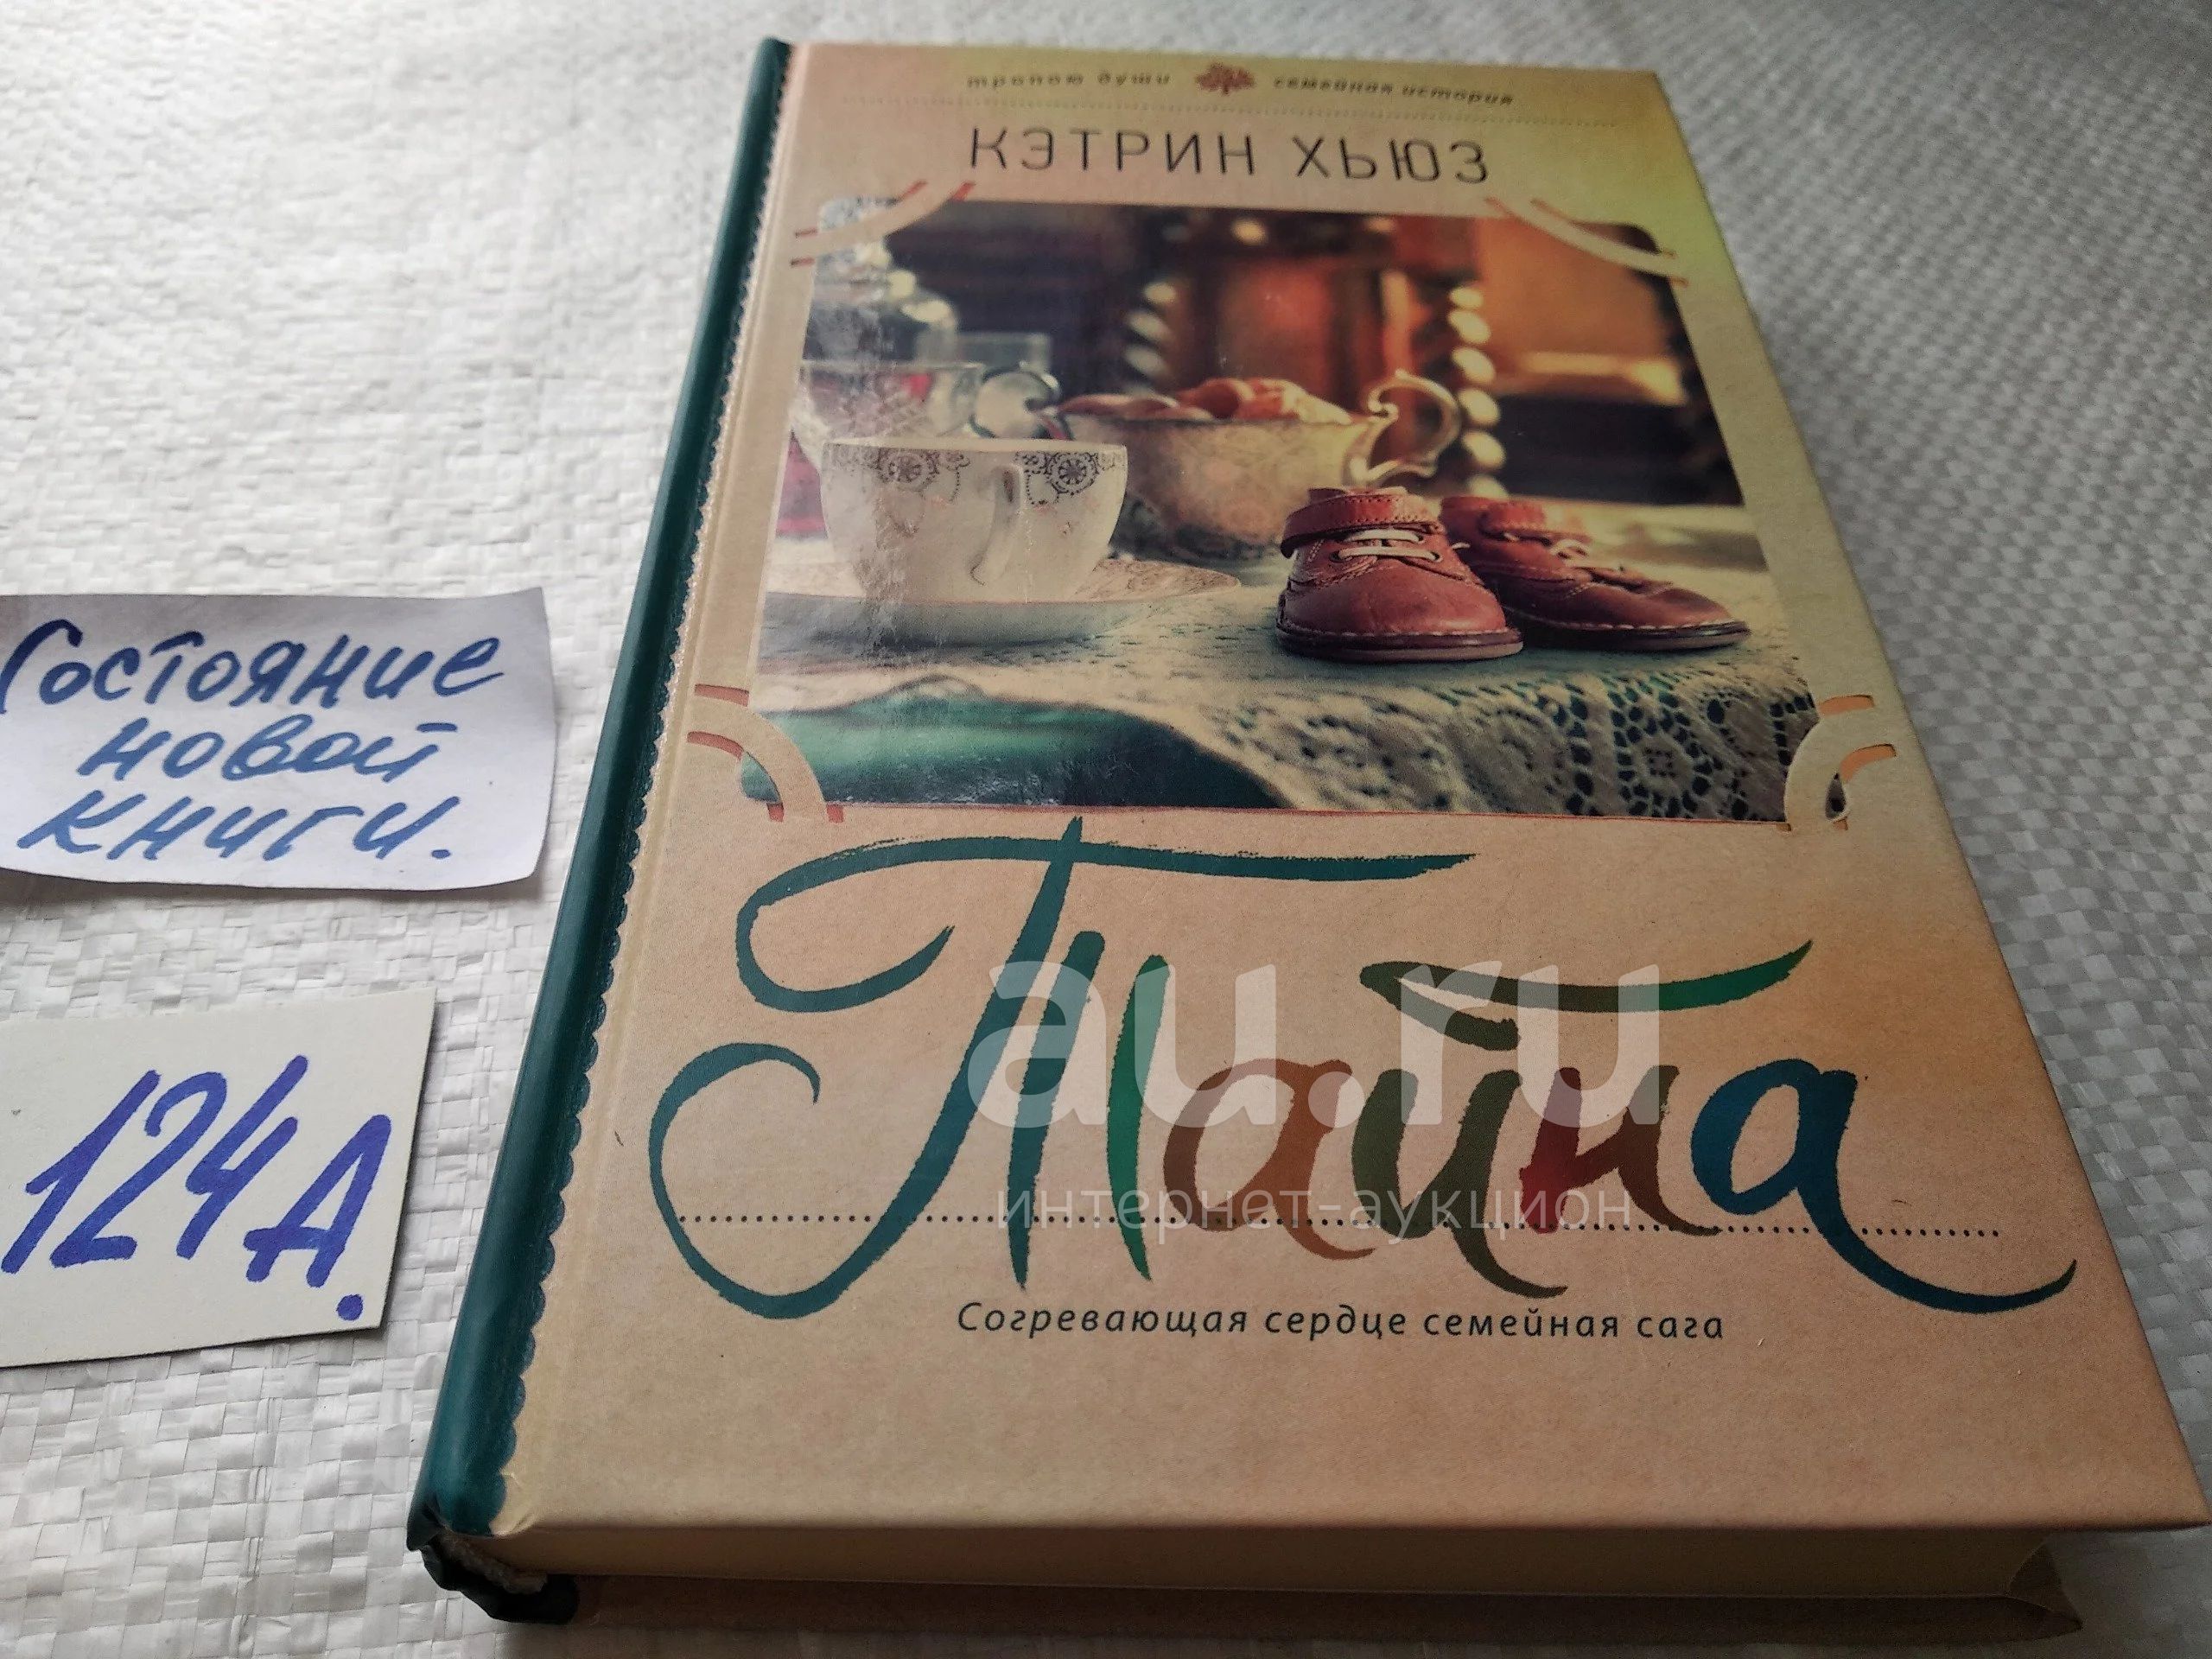 тропою души семейная история
КЭТРИН ХЬЮЗ
Состояние
новой
книги.
Тайна
au.ru
интернет-аукцион
124А.
Согревающая сердце семейная сага